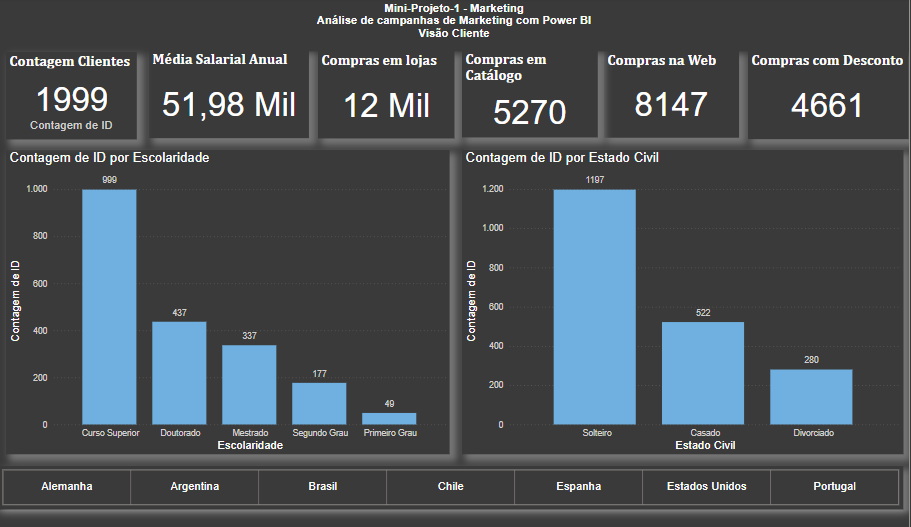 Mini-Projeto-1 - Marketing
Análise de campanhas de Marketing com Power BI
Visão Cliente
Contagem Clientes
1999
Contagem de ID
Média Salarial Anual
51,98 Mil
Compras em lojas
12 Mil
Compras em
Catálogo
5270
Compras na Web
8147
Compras com Desconto
4661
Contagem de ID por Escolaridade
Contagem de ID
1.000
800
600
400
200
0
999
437
337
177
49
Curso Superior
Doutorado
Mestrado
Segundo Grau
Primeiro Grau
Escolaridade
Contagem de ID por Estado Civil
Contagem de ID
1.200
1.000
800
600
400
200
0
1197
522
280
Solteiro
Casado
Divorciado
Estado Civil
Alemanha
Argentina
Brasil
Chile
Espanha
Estados Unidos
Portugal